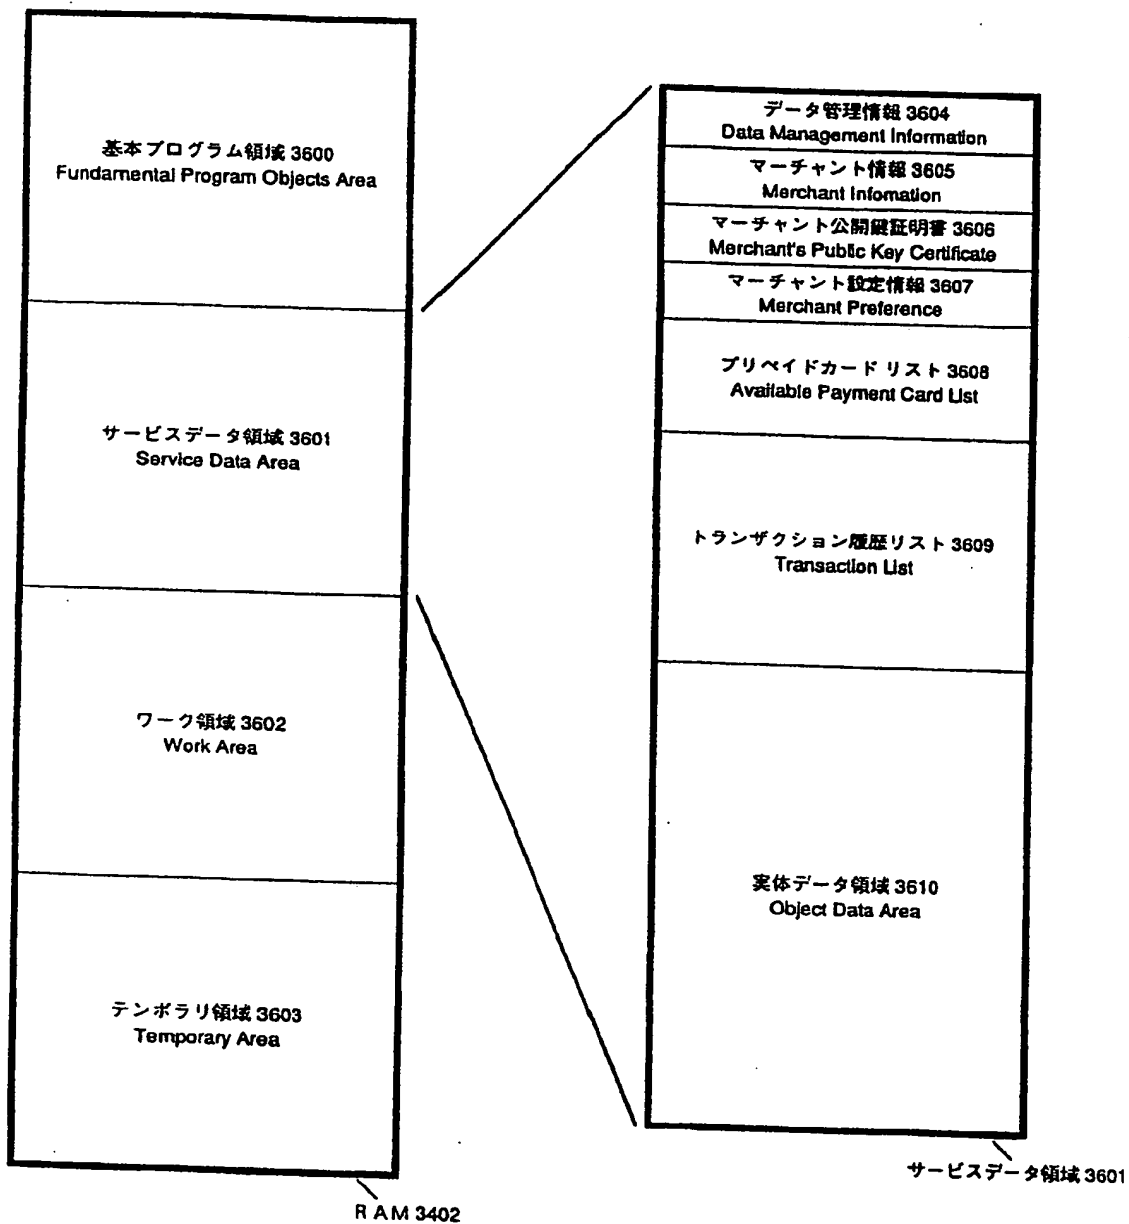 基本プログラム領域 3600
Fundamental Program Objects Area
サービスデータ領域 3601
Service Data Area
ワーク領域 3602
Work Area
テンポラリ領域 3603
Temporary Area
RAM 3402
データ管理情報 3604
Data Management Information
マーチャント情報 3605
Merchant Infomation
マーチャント公開鍵証明書 3606
Merchant's Public Key Certificate
マーチャント設定情報 3607
Merchant Preference
プリペイドカード リスト 3608
Available Payment Card List
トランザクション履歴リスト 3609
Transaction List
実体データ領域 3610
Object Data Area
サービスデータ領域 3601